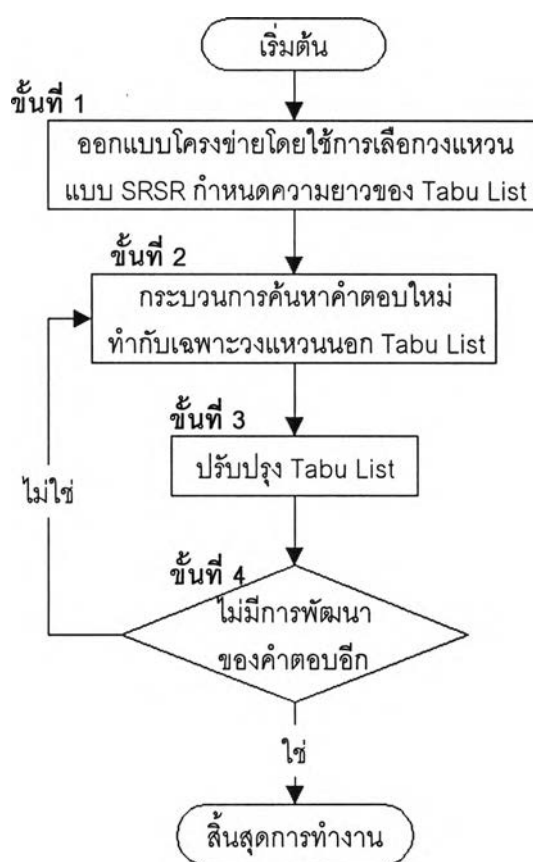 เริ่มต้น
ขั้นที่ 1
ออกแบบโครงข่ายโดยใช้การเลือกวงแหวน
แบบ SRSR กำหนดความยาวของ Tabu List
ขั้นที่ 2
กระบวนการค้นหาคำตอบใหม่
ทำกับเฉพาะวงแหวนนอก Tabu List
ขั้นที่ 3
ปรับปรุง Tabu List
ไม่ใช่
ขั้นที่ 4
ไม่มีการพัฒนา
ของคำตอบอีก
ใช่
สิ้นสุดการทำงาน